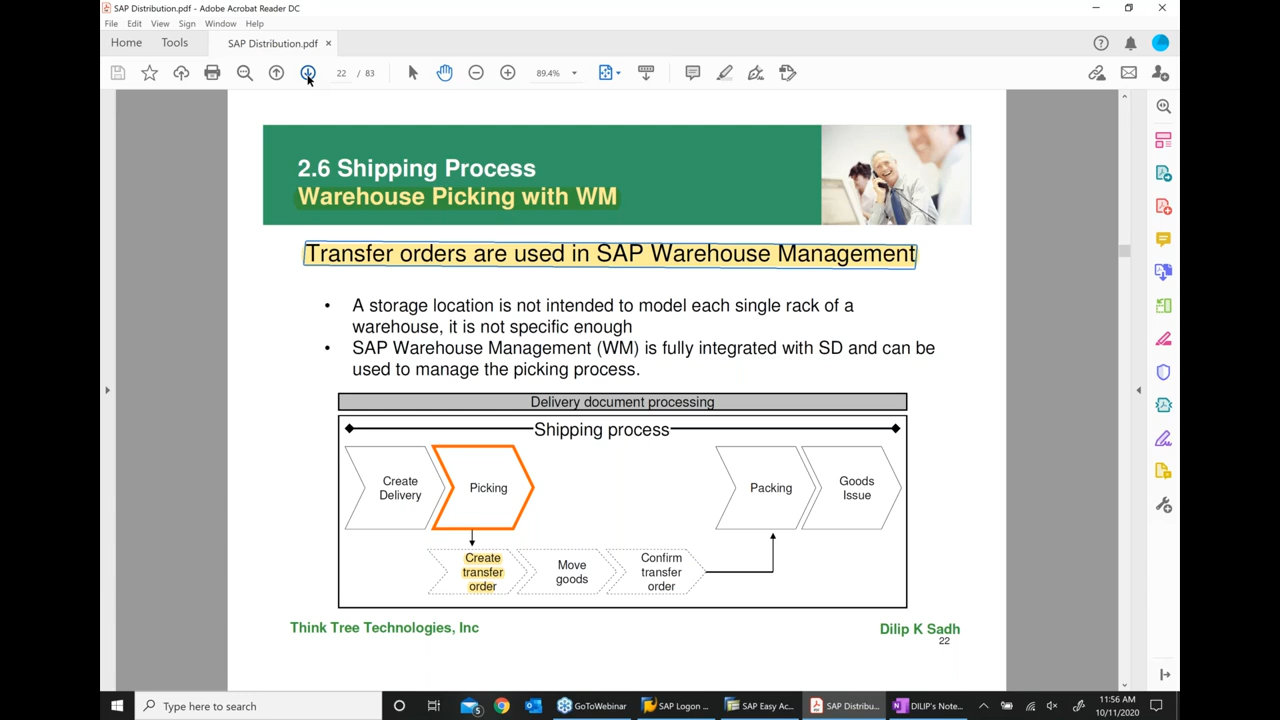 SAP Distribution.pdf - Adobe Acrobat Reader DC
File Edit View Sign Window Help
Home Tools SAP Distribution.pdf ×
22 / 83 89.4%
2.6 Shipping Process
Warehouse Picking with WM
Transfer orders are used in SAP Warehouse Management
• A storage location is not intended to model each single rack of a
warehouse, it is not specific enough
• SAP Warehouse Management (WM) is fully integrated with SD and can be
used to manage the picking process.
Delivery document processing
Shipping process
Create
Delivery
Picking
Packing
Goods
Issue
Create
transfer
order
Move
goods
Confirm
transfer
order
Think Tree Technologies, Inc
Dilip K Sadh
22
Type here to search
5
GoToWebinar
SAP Logon ...
SAP Easy Ac...
SAP Distribu...
DILIP's Note...
11:56 AM
10/11/2020